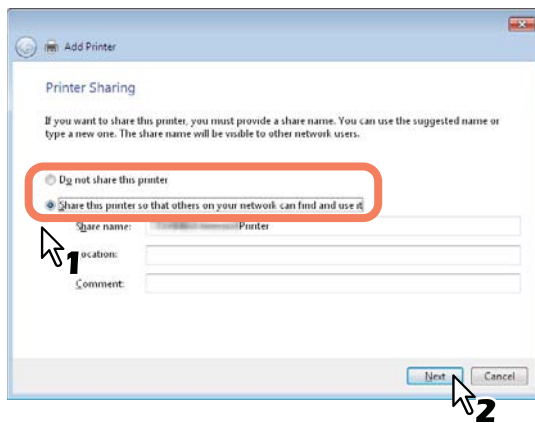 Add Printer
Printer Sharing
If you want to share this printer, you must provide a share name. You can use the suggested name or
type a new one. The share name will be visible to other network users.
Do not share this printer
Share this printer so that others on your network can find and use it
Share name: Printer
Location:
Comment:
1
Next Cancel
2